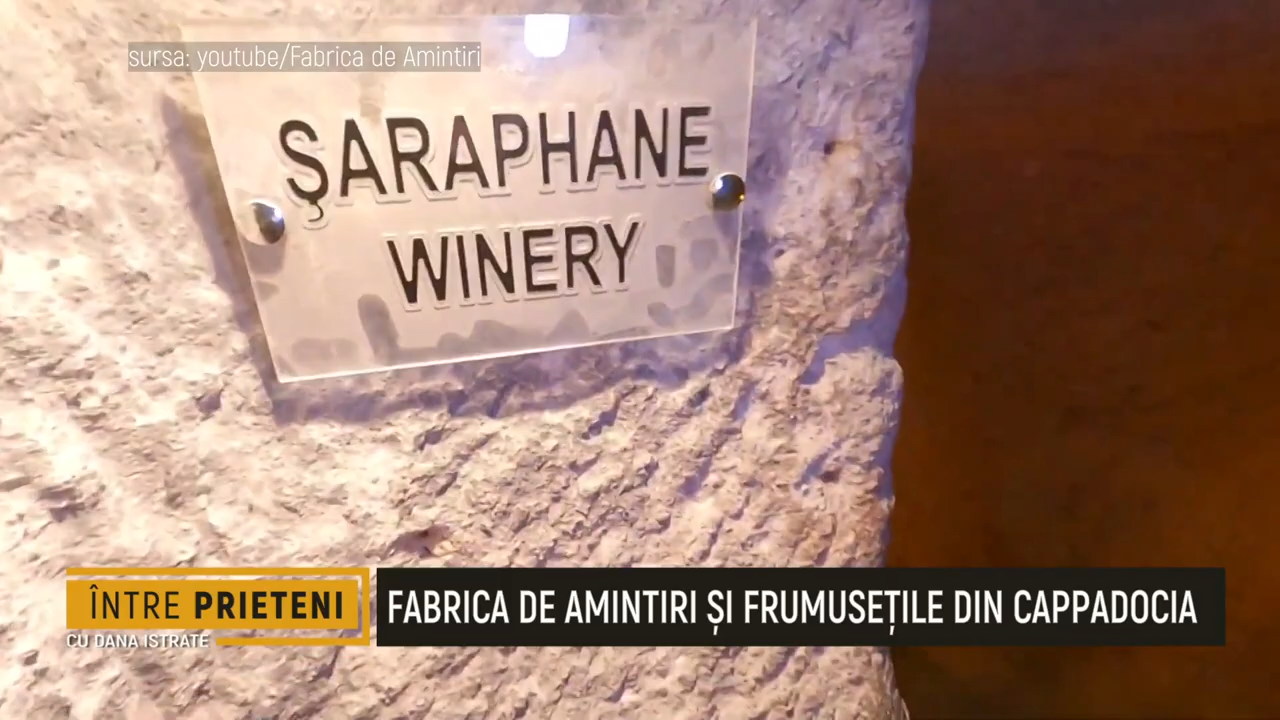 sursa: youtube/Fabrica de Amintiri
ŞARAPHANE
WINERY
ÎNTRE PRIETENI
CU DANA ISTRATE
FABRICA DE AMINTIRI ȘI FRUMUSEȚILE DIN CAPPADOCIA